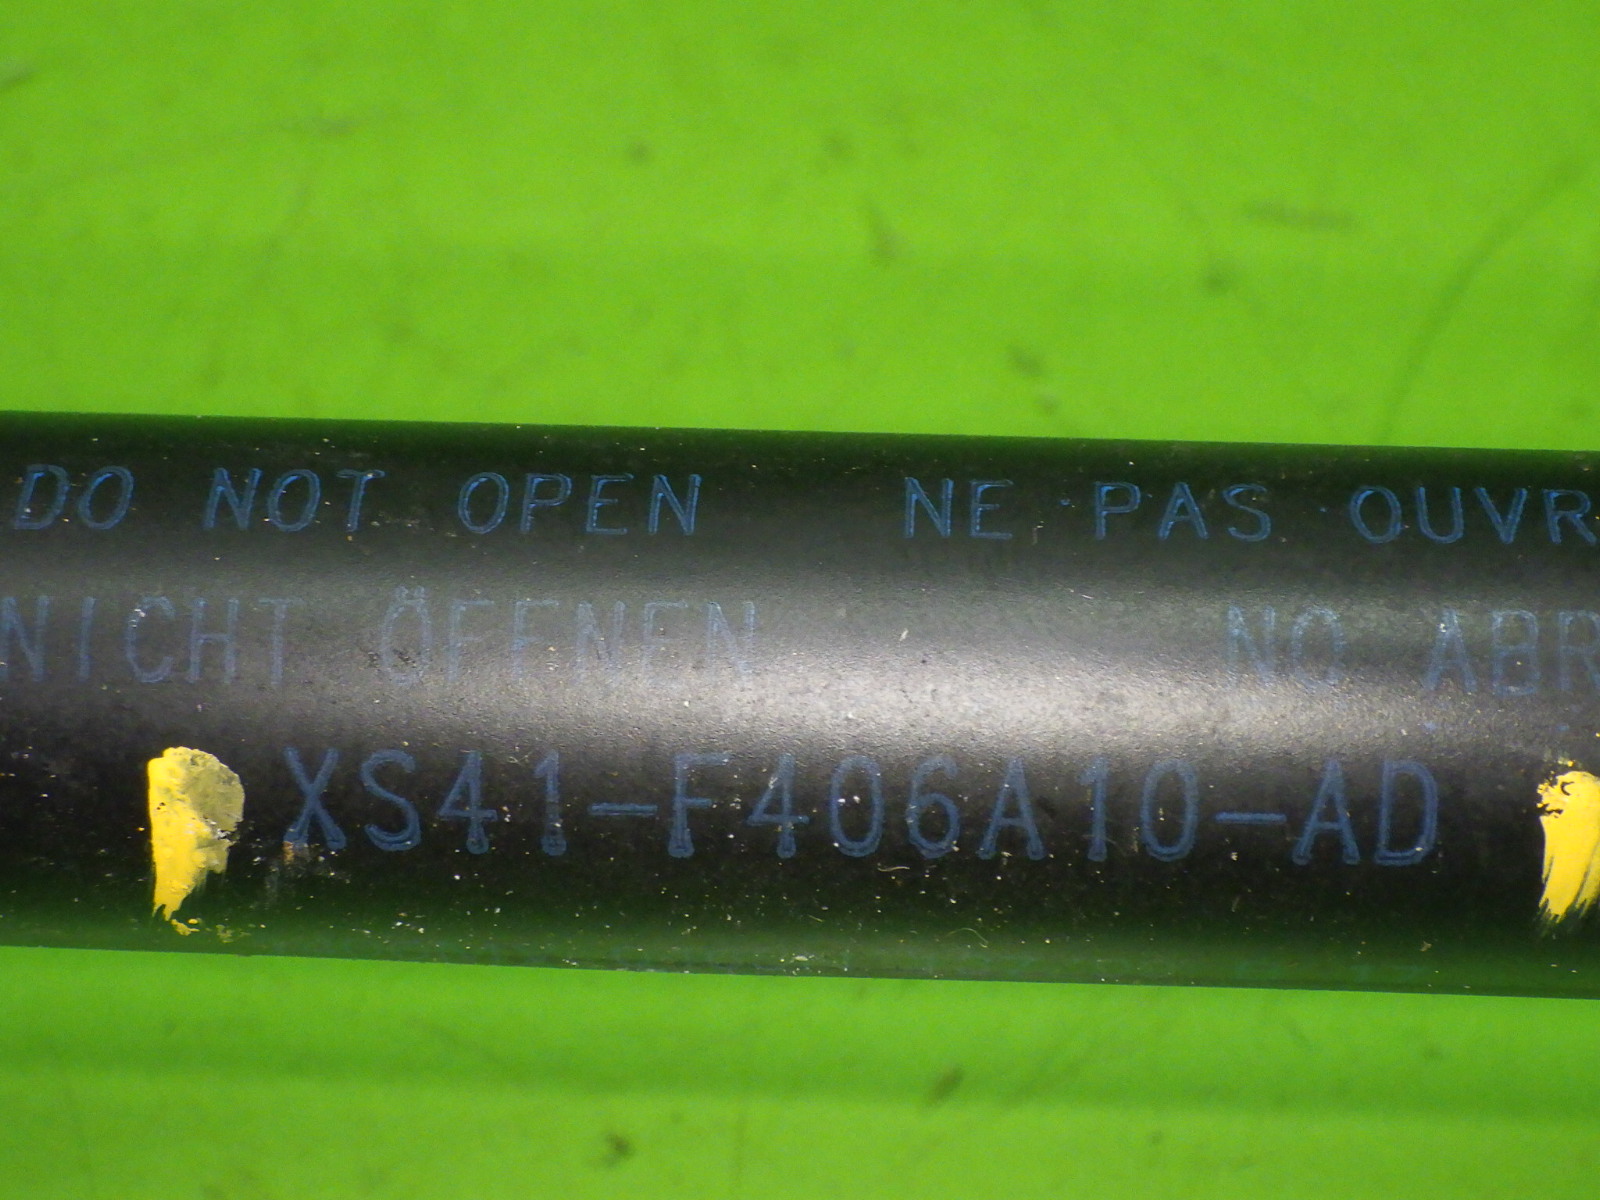 DO NOT OPEN NE PAS OUVR
NICHT ÖFFNEN NO ABR
XS41-F406A10-AD